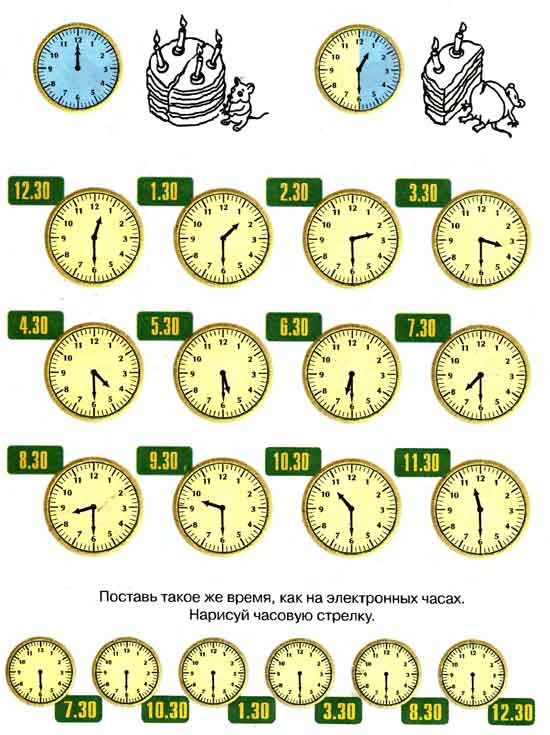 12.30 1.30 2.30 3.30
4.30 5.30 6.30 7.30
8.30 9.30 10.30 11.30
Поставь такое же время, как на электронных часах.
Нарисуй часовую стрелку.
7.30 10.30 1.30 3.30 8.30 12.30